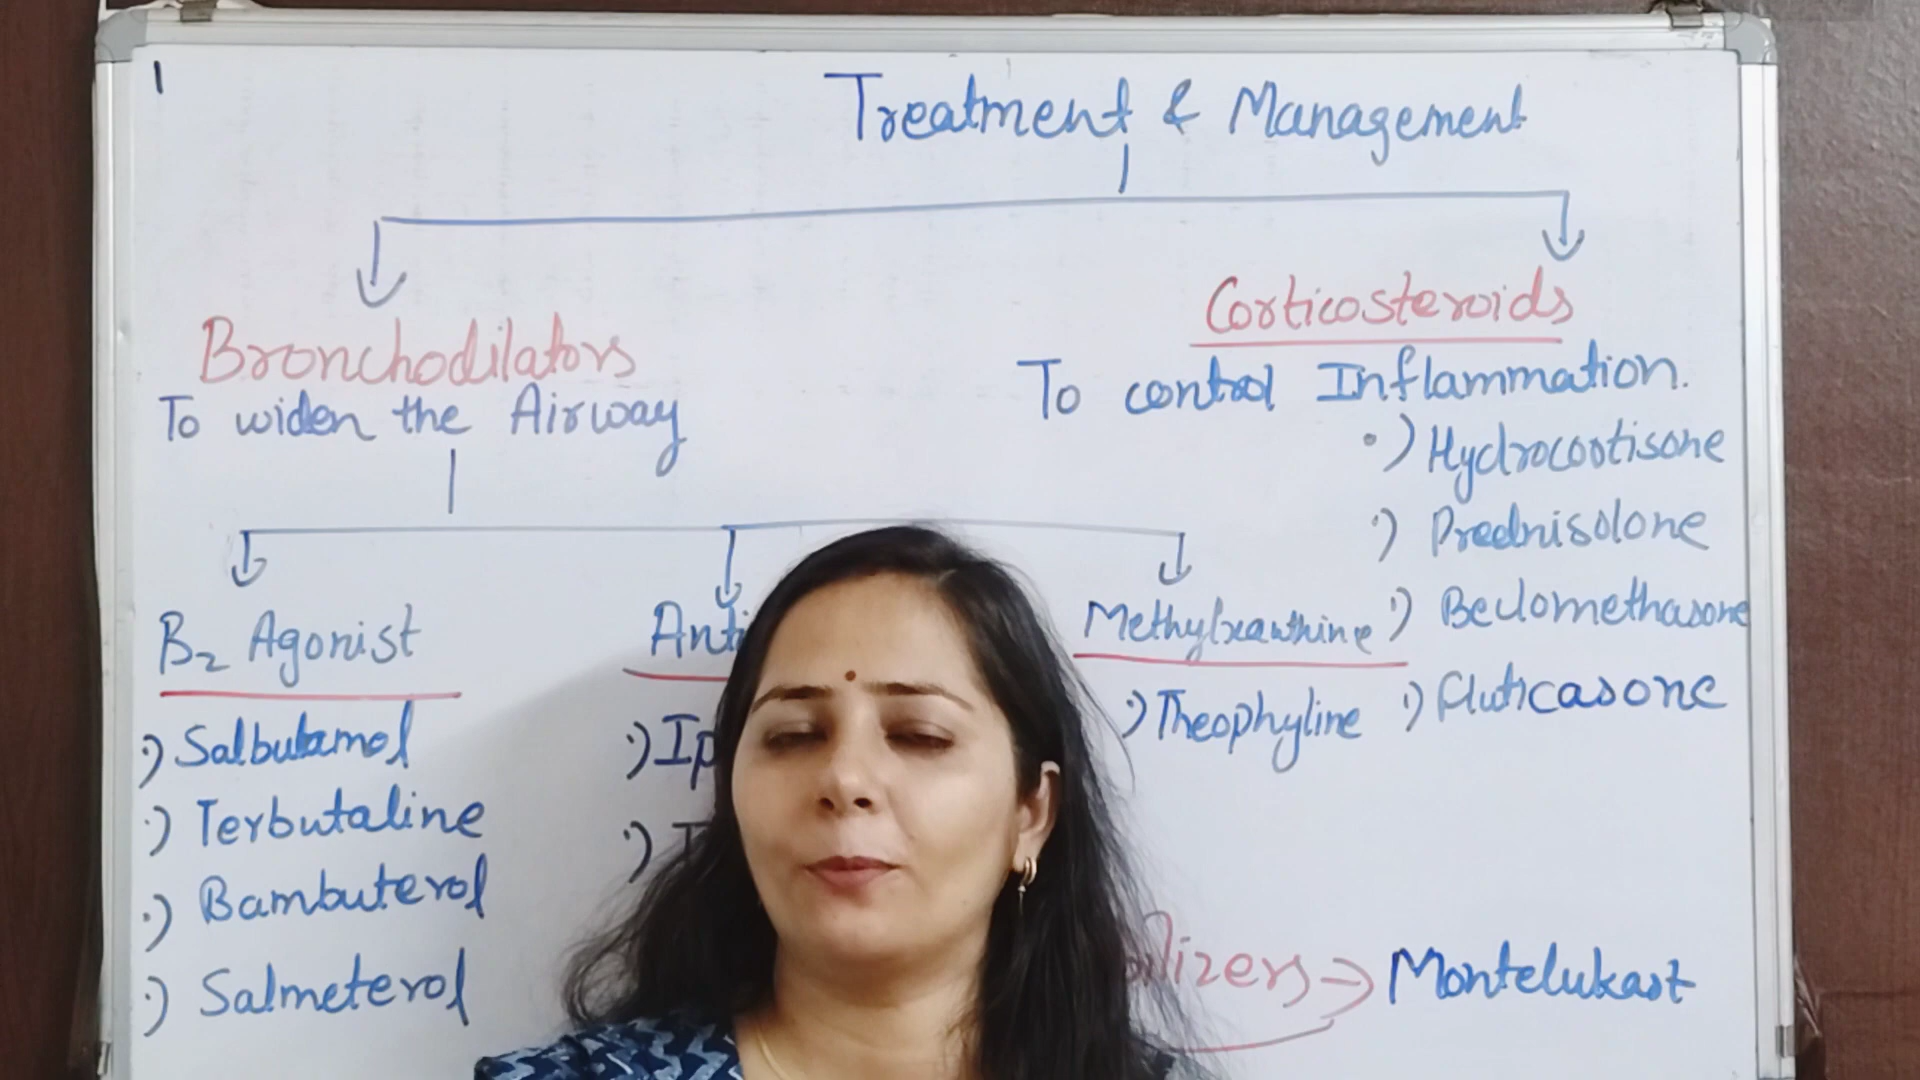 Treatment & Management
Bronchodilators
To widen the Airway
Corticosteroids
To control Inflammation.
•) Hydrocortisone
•) Prednisolone
•) Beclomethasone
•) Fluticasone
B2 Agonist
•) Salbutamol
•) Terbutaline
•) Bambuterol
•) Salmeterol
Methylxanthine
•) Theophyline
Montelukast